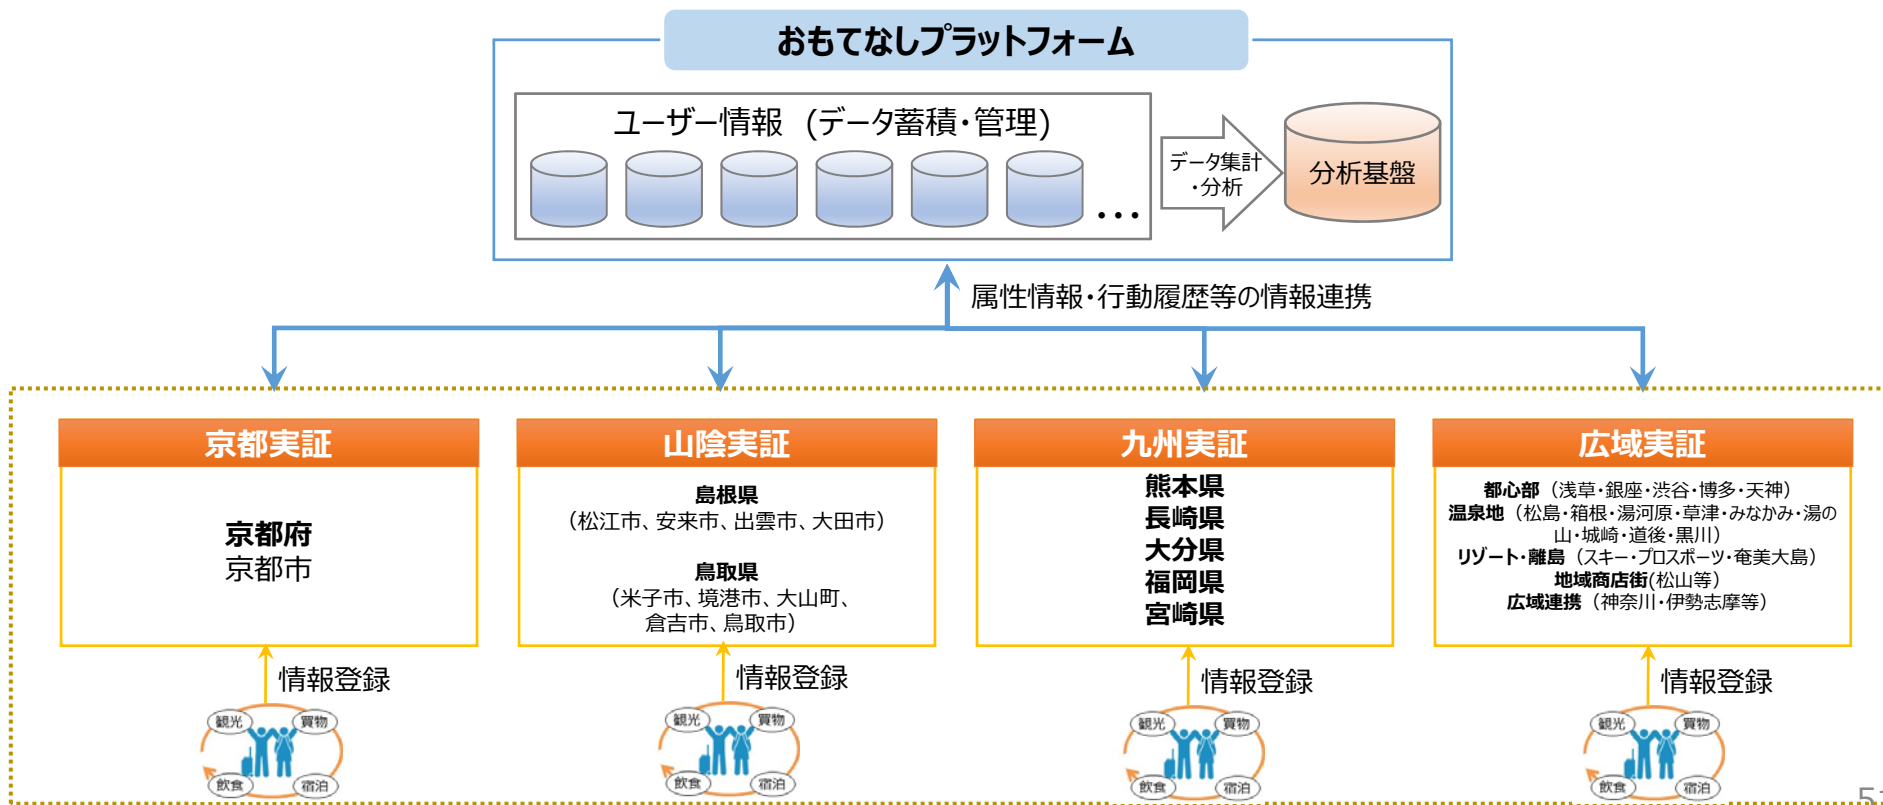 おもてなしプラットフォーム
ユーザー情報 (データ蓄積・管理)
データ集計
・分析
分析基盤
・・・
属性情報・行動履歴等の情報連携
京都実証
京都府
京都市
情報登録
観光
買物
飲食
宿泊
山陰実証
島根県
（松江市、安来市、出雲市、大田市）
鳥取県
（米子市、境港市、大山町、
倉吉市、鳥取市）
情報登録
観光
買物
飲食
宿泊
九州実証
熊本県
長崎県
大分県
福岡県
宮崎県
情報登録
観光
買物
飲食
宿泊
広域実証
都心部（浅草・銀座・渋谷・博多・天神）
温泉地（松島・箱根・湯河原・草津・みなかみ・湯の
山・城崎・道後・黒川）
リゾート・離島（スキー・プロスポーツ・奄美大島）
地域商店街(松山等）
広域連携（神奈川・伊勢志摩等）
情報登録
観光
買物
飲食
宿泊